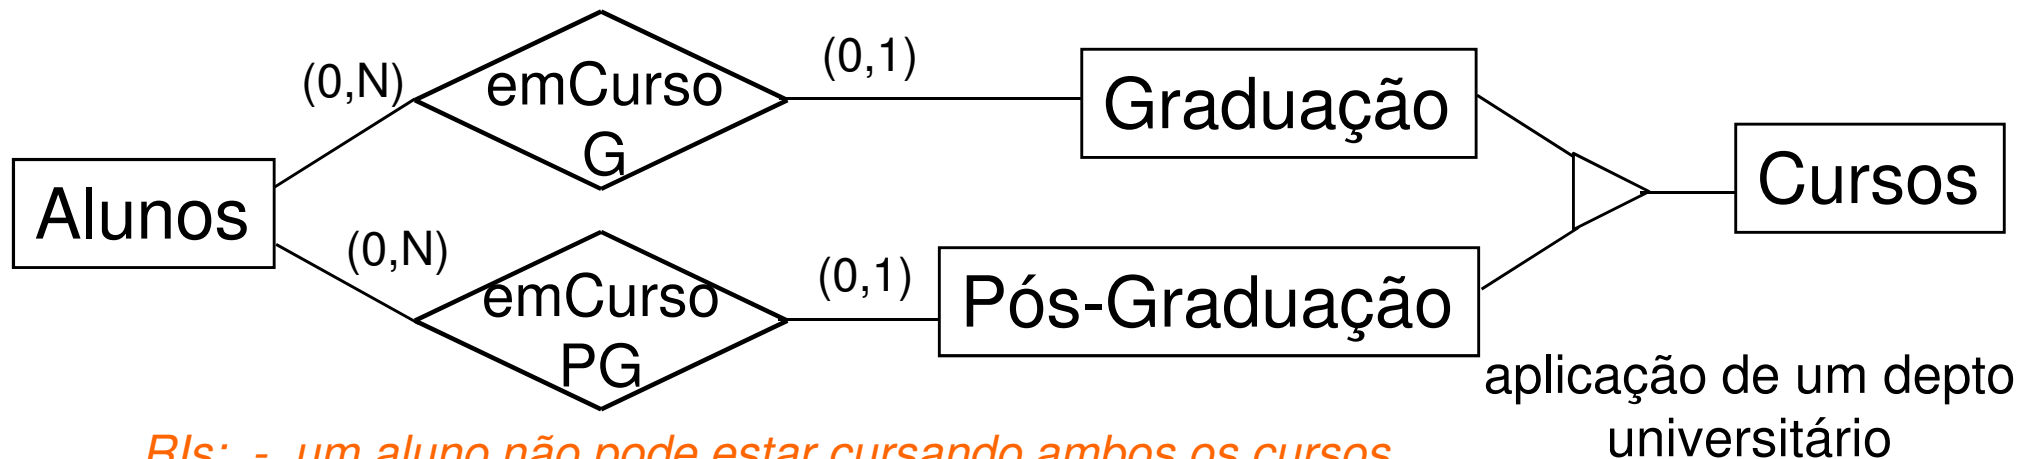 (0,N)
emCurso
G
(0,1)
Graduação
Cursos
Alunos
(0,N)
emCurso
PG
(0,1)
Pós-Graduação
aplicação de um depto
universitário
RIs: - um aluno não pode estar cursando ambos os cursos